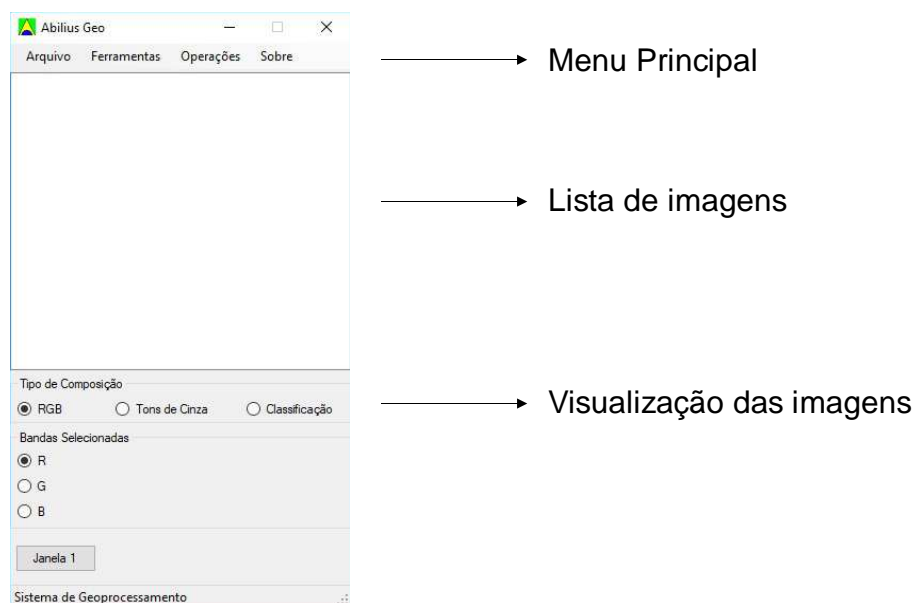 Abilius Geo
Arquivo Ferramentas Operações Sobre
Menu Principal
Lista de imagens
Tipo de Composição
RGB Tons de Cinza Classificação
Visualização das imagens
Bandas Selecionadas
R
G
B
Janela 1
Sistema de Geoprocessamento